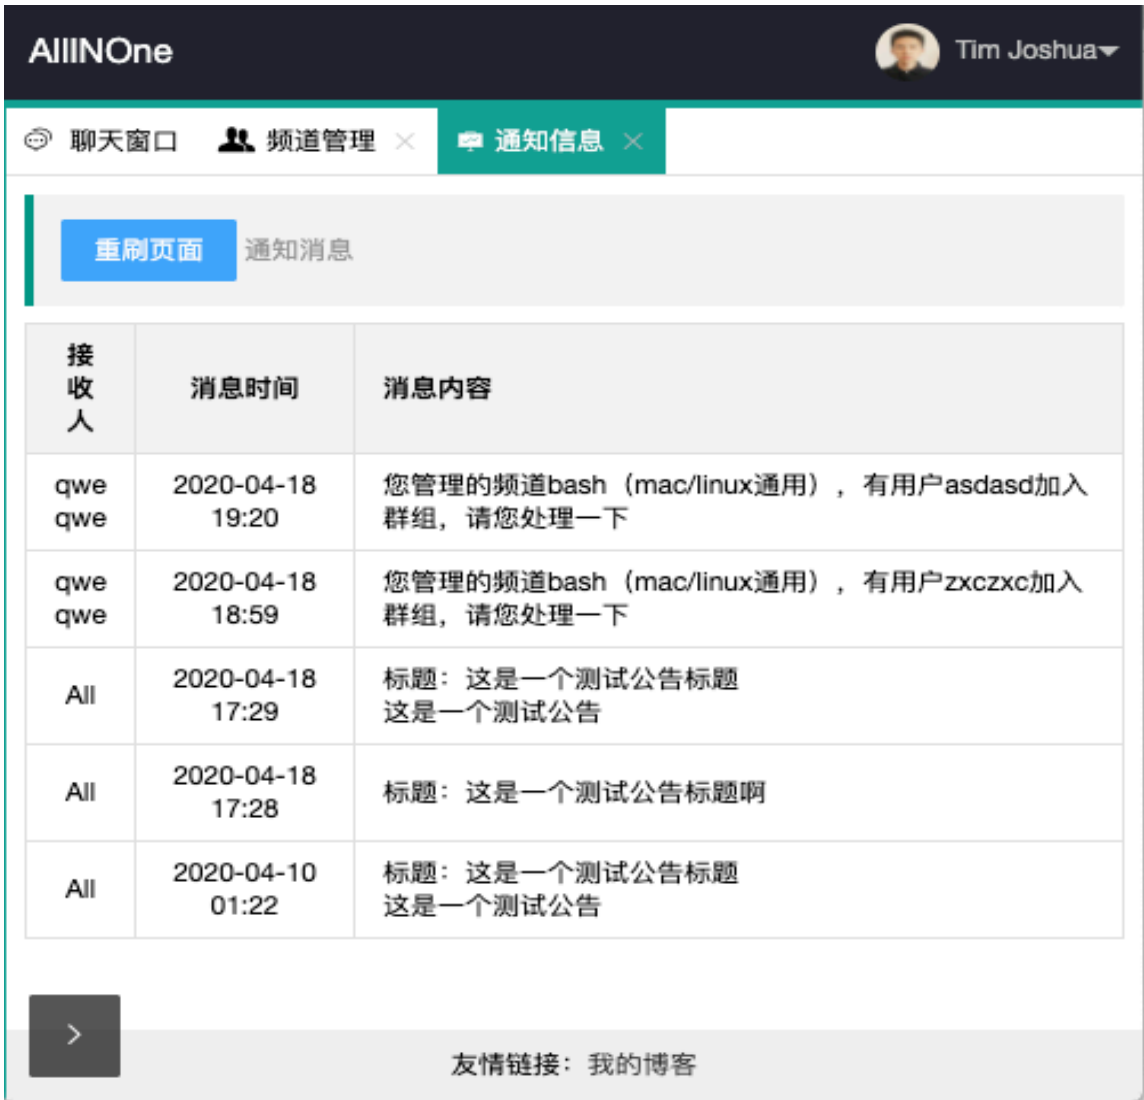 AllINOne
Tim Joshua
聊天窗口 频道管理 通知信息
重刷页面 通知消息
接
收
人
消息时间
消息内容
qwe
qwe
2020-04-18
19:20
您管理的频道bash（mac/linux通用），有用户asdasd加入
群组，请您处理一下
qwe
qwe
2020-04-18
18:59
您管理的频道bash（mac/linux通用），有用户zxczxc加入
群组，请您处理一下
All
2020-04-18
17:29
标题：这是一个测试公告标题
这是一个测试公告
All
2020-04-18
17:28
标题：这是一个测试公告标题啊
All
2020-04-10
01:22
标题：这是一个测试公告标题
这是一个测试公告
友情链接：我的博客